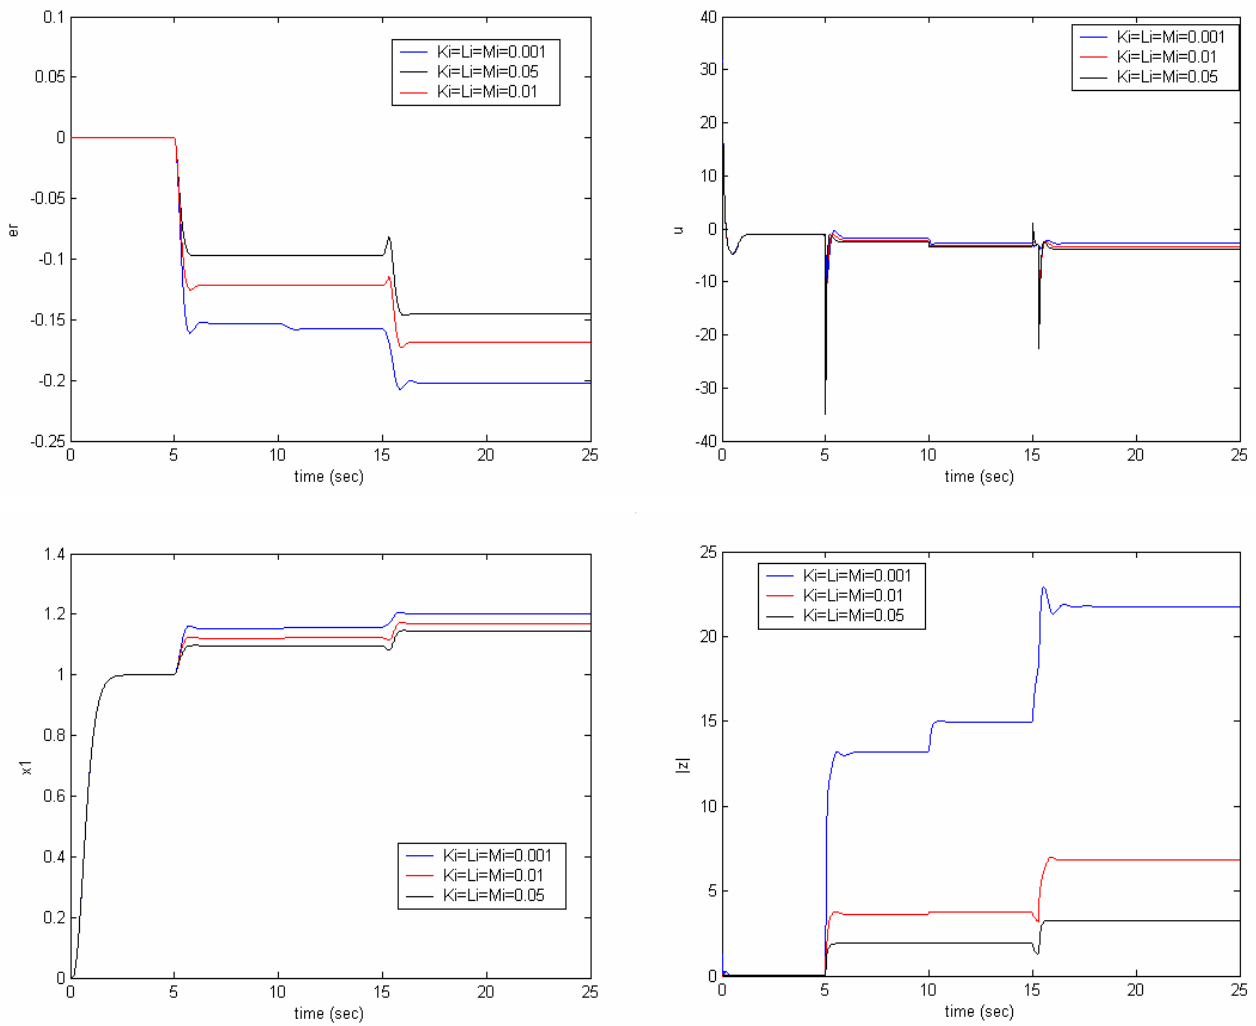 0.1
0.05
0
-0.05
-0.1
-0.15
-0.2
-0.25
er
Ki=Li=Mi=0.001
Ki=Li=Mi=0.05
Ki=Li=Mi=0.01
0 5 10 15 20 25
time (sec)
40
30
20
10
0
-10
-20
-30
-40
u
Ki=Li=Mi=0.001
Ki=Li=Mi=0.01
Ki=Li=Mi=0.05
0 5 10 15 20 25
time (sec)
1.4
1.2
1
0.8
0.6
0.4
0.2
0
x1
Ki=Li=Mi=0.001
Ki=Li=Mi=0.01
Ki=Li=Mi=0.05
0 5 10 15 20 25
time (sec)
25
20
15
10
5
0
|z|
Ki=Li=Mi=0.001
Ki=Li=Mi=0.01
Ki=Li=Mi=0.05
0 5 10 15 20 25
time (sec)